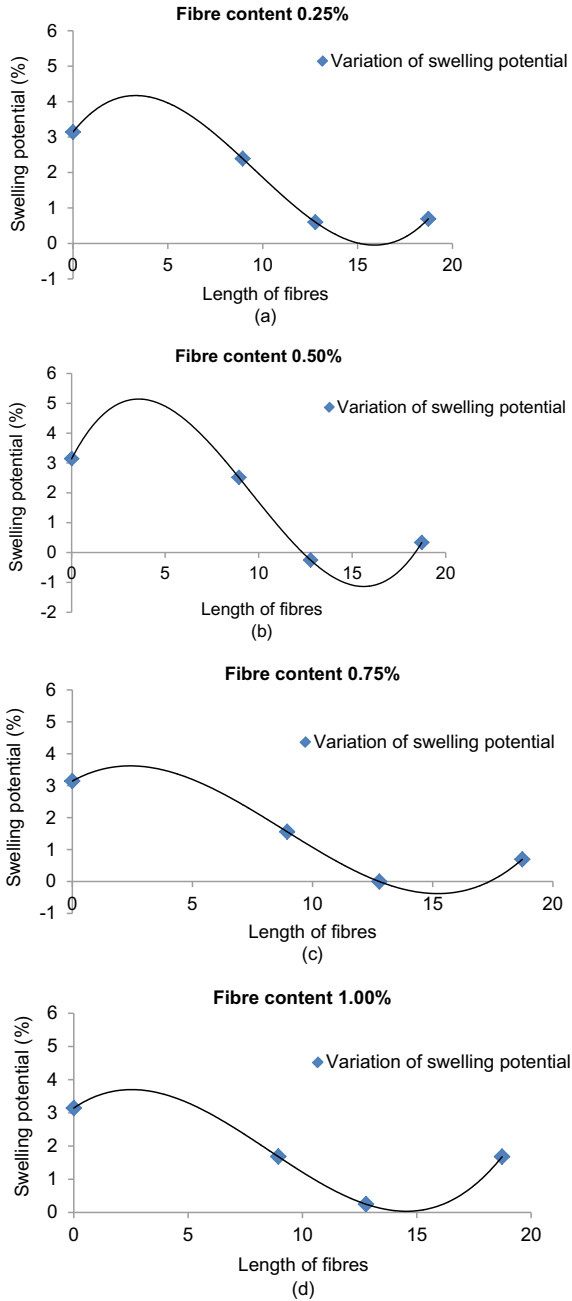 Fibre content 0.25%
6
Variation of swelling potential
5
4
3
2
1
0
-1
0
5
10
15
20
Swelling potential (%)
Length of fibres
(a)
Fibre content 0.50%
6
5
Variation of swelling potential
4
3
2
1
0
-1
-2
0
5
10
15
20
Swelling potential (%)
Length of fibres
(b)
Fibre content 0.75%
6
5
Variation of swelling potential
4
3
2
1
0
-1
0
5
10
15
20
Swelling potential (%)
Length of fibres
(c)
Fibre content 1.00%
6
5
Variation of swelling potential
4
3
2
1
0
0
5
10
15
20
Swelling potential (%)
Length of fibres
(d)